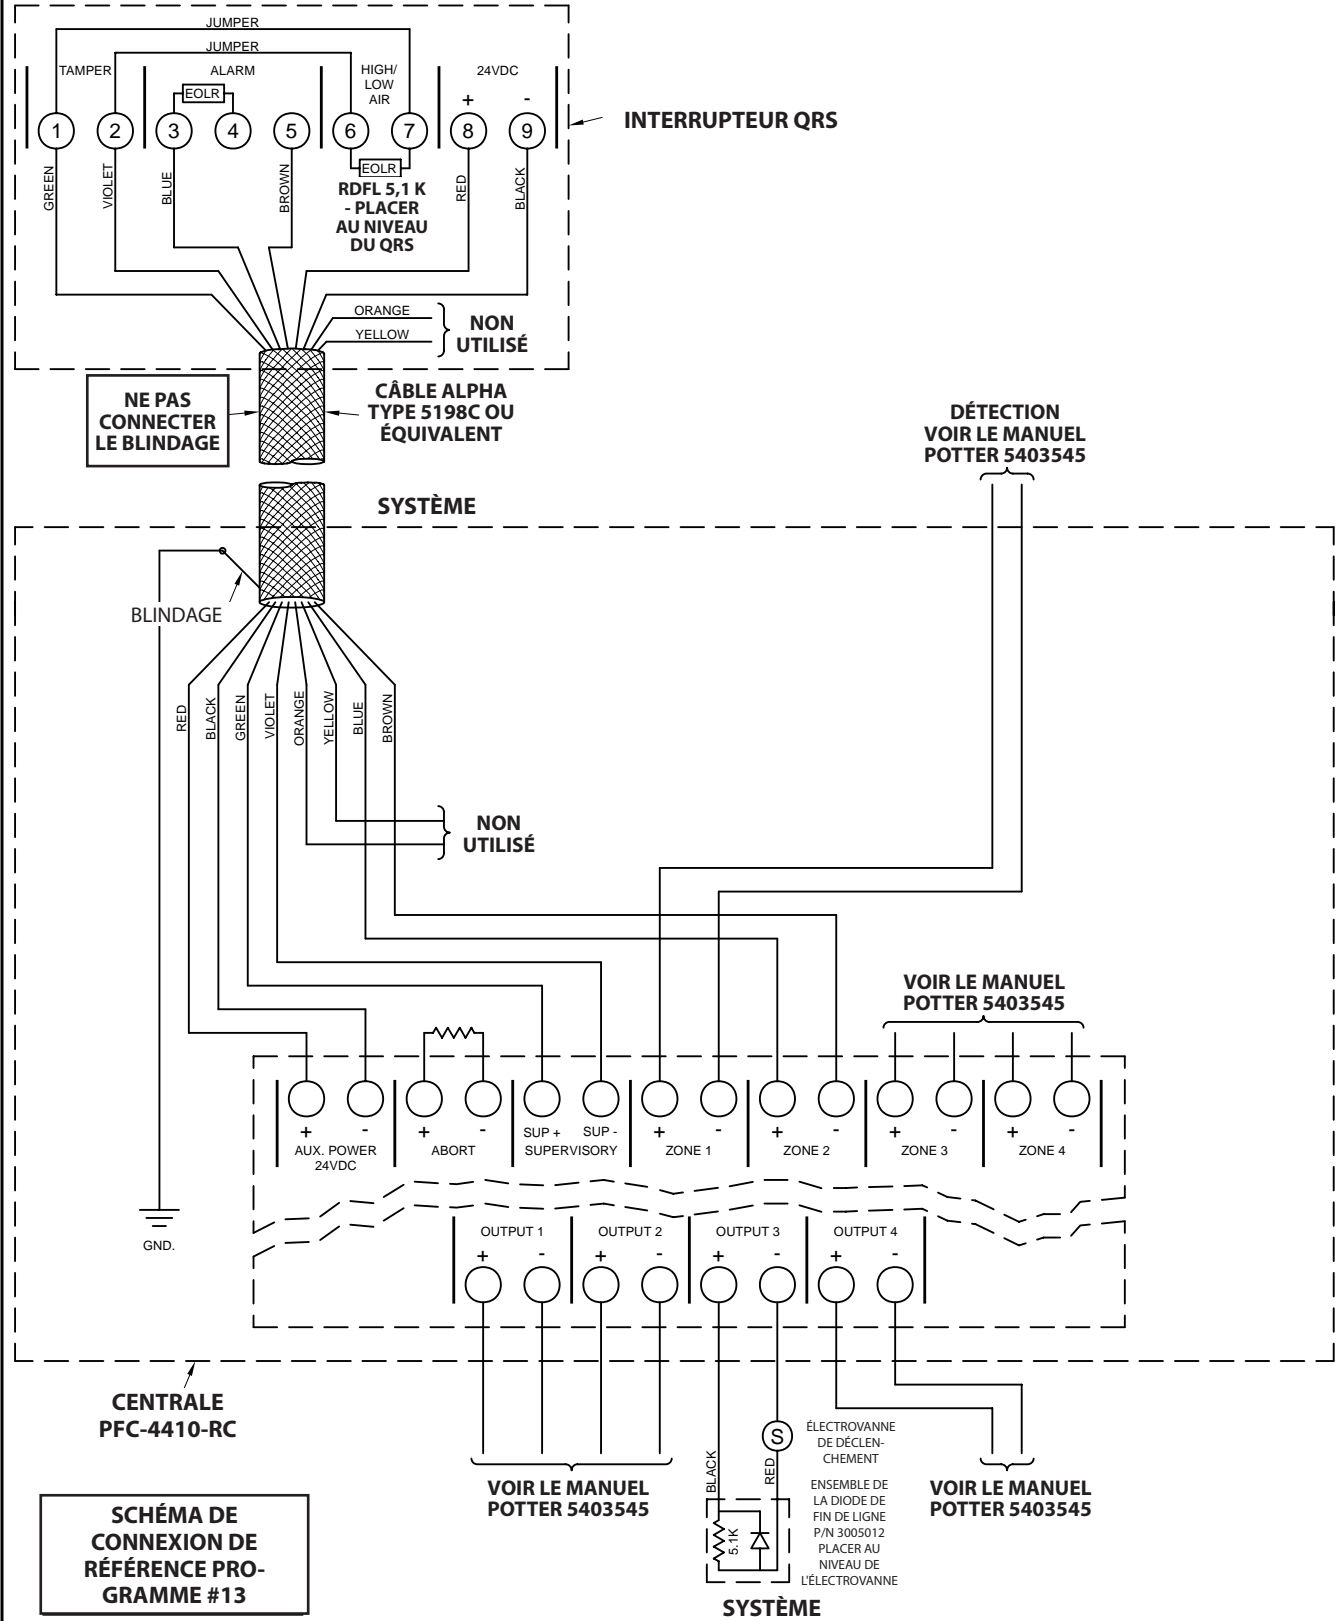 JUMPER
JUMPER
TAMPER
ALARM
HIGH/
LOW
AIR
24VDC
+ -
EOLR
1 2 3 4 5 6 7 8 9
INTERRUPTEUR QRS
EOLR
GREEN
VIOLET
BLUE
BROWN
RED
BLACK
RDFL 5,1 K
- PLACER
AU NIVEAU
DU QRS
ORANGE
YELLOW
NON
UTILISÉ
NE PAS
CONNECTER
LE BLINDAGE
CÂBLE ALPHA
TYPE 5198C OU
ÉQUIVALENT
DÉTECTION
VOIR LE MANUEL
POTTER 5403545
SYSTÈME
BLINDAGE
RED
BLACK
GREEN
VIOLET
ORANGE
YELLOW
BLUE
BROWN
NON
UTILISÉ
VOIR LE MANUEL
POTTER 5403545
+ -
AUX. POWER
24VDC
+ -
ABORT
SUP + SUP -
SUPERVISORY
+ -
ZONE 1
+ -
ZONE 2
+ -
ZONE 3
+ -
ZONE 4
GND.
OUTPUT 1
+ -
OUTPUT 2
+ -
OUTPUT 3
+ -
OUTPUT 4
+ -
CENTRALE
PFC-4410-RC
VOIR LE MANUEL
POTTER 5403545
BLACK
RED
S
ÉLECTROVANNE
DE DÉCLEN-
CHEMENT
ENSEMBLE DE
LA DIODE DE
FIN DE LIGNE
P/N 3005012
PLACER AU
NIVEAU DE
L'ÉLECTROVANNE
5.1K
SYSTÈME
VOIR LE MANUEL
POTTER 5403545
SCHÉMA DE
CONNEXION DE
RÉFÉRENCE PRO-
GRAMME #13